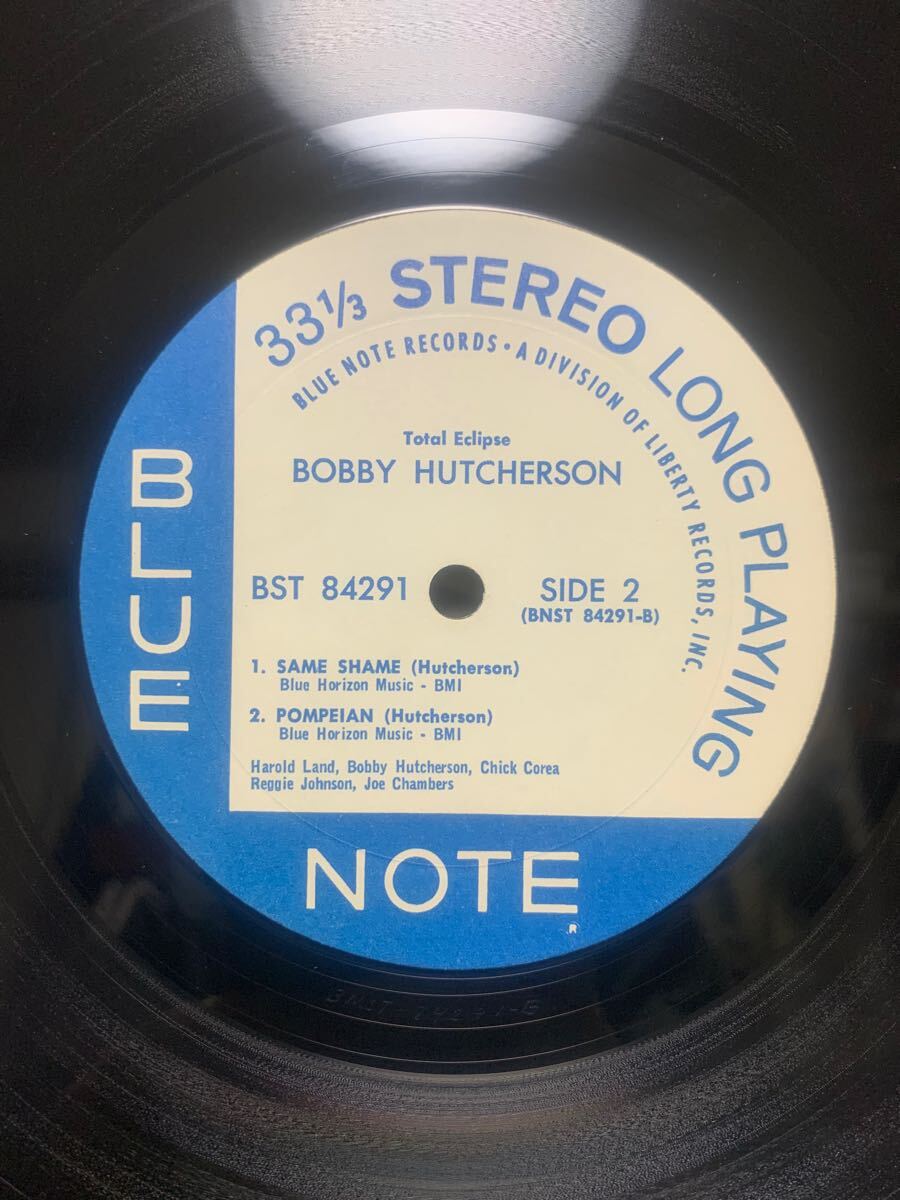 33⅓ STEREO LONG PLAYING
BLUE NOTE RECORDS • A DIVISION OF LIBERTY RECORDS, INC.
Total Eclipse
BOBBY HUTCHERSON
BST 84291
SIDE 2
(BNST 84291-B)
1. SAME SHAME (Hutcherson)
Blue Horizon Music - BMI
2. POMPEIAN (Hutcherson)
Blue Horizon Music - BMI
Harold Land, Bobby Hutcherson, Chick Corea
Reggie Johnson, Joe Chambers
BLUE
NOTE
®